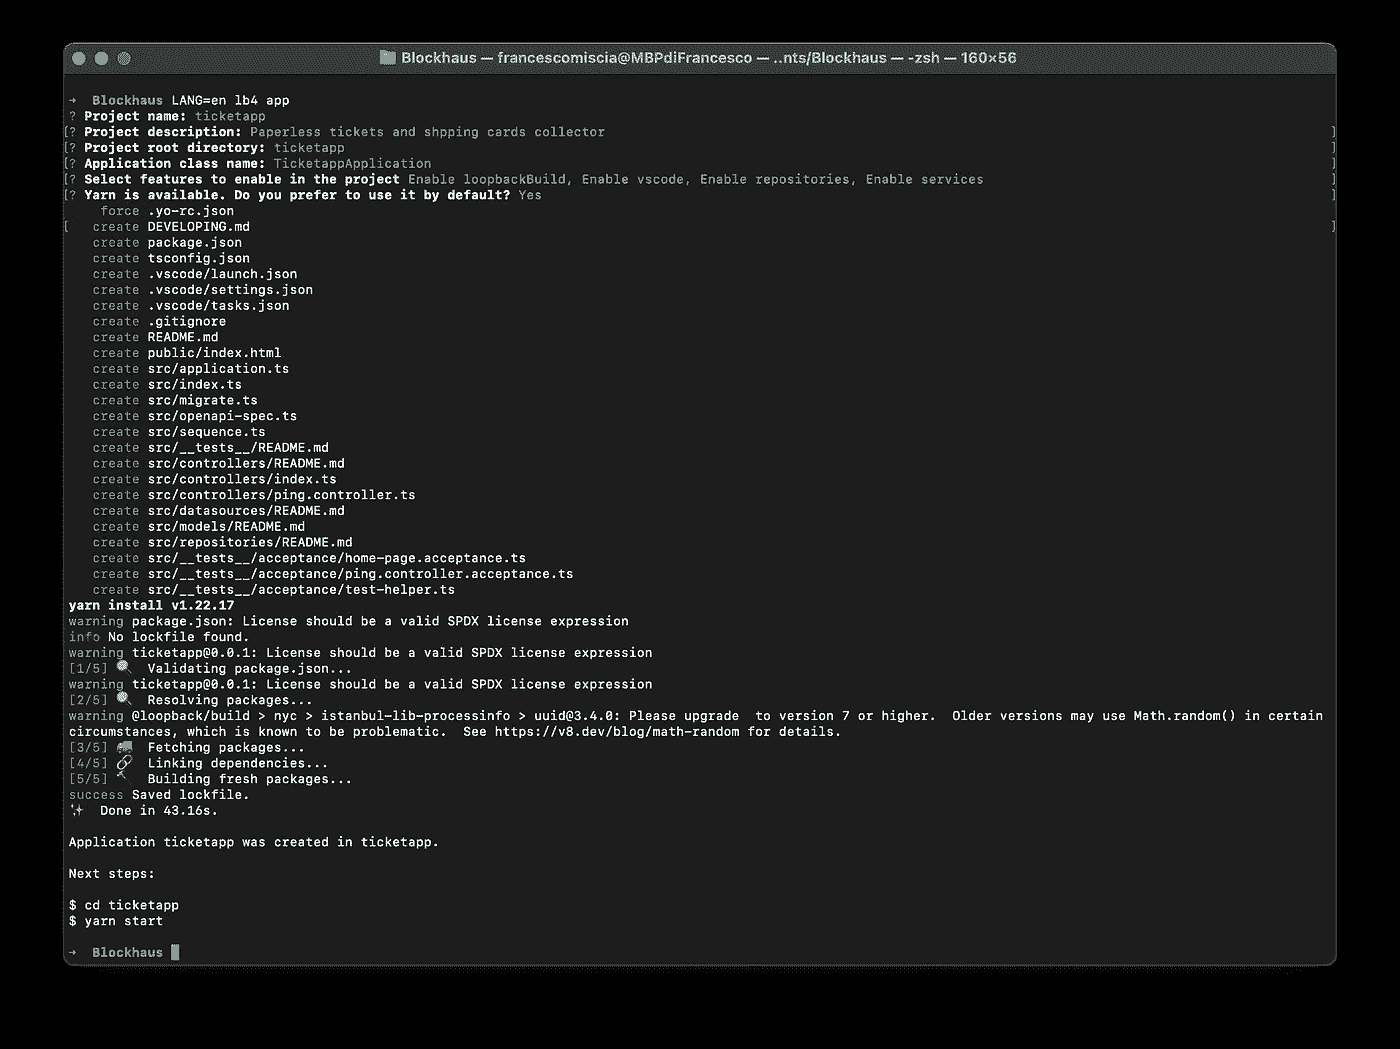 Blockhaus — francescomiscia@MBPdiFrancesco — ..nts/Blockhaus — -zsh — 160×56
→  Blockhaus LANG=en lb4 app
? Project name: ticketapp
[? Project description: Paperless tickets and shpping cards collector ]
[? Project root directory: ticketapp ]
[? Application class name: TicketappApplication ]
[? Select features to enable in the project Enable loopbackBuild, Enable vscode, Enable repositories, Enable services ]
[? Yarn is available. Do you prefer to use it by default? Yes ]
    force .yo-rc.json
[   create DEVELOPING.md ]
   create package.json
   create tsconfig.json
   create .vscode/launch.json
   create .vscode/settings.json
   create .vscode/tasks.json
   create .gitignore
   create README.md
   create public/index.html
   create src/application.ts
   create src/index.ts
   create src/migrate.ts
   create src/openapi-spec.ts
   create src/sequence.ts
   create src/__tests__/README.md
   create src/controllers/README.md
   create src/controllers/index.ts
   create src/controllers/ping.controller.ts
   create src/datasources/README.md
   create src/models/README.md
   create src/repositories/README.md
   create src/__tests__/acceptance/home-page.acceptance.ts
   create src/__tests__/acceptance/ping.controller.acceptance.ts
   create src/__tests__/acceptance/test-helper.ts
yarn install v1.22.17
warning package.json: License should be a valid SPDX license expression
info No lockfile found.
warning ticketapp@0.0.1: License should be a valid SPDX license expression
[1/5] 🔍  Validating package.json...
warning ticketapp@0.0.1: License should be a valid SPDX license expression
[2/5] 🔍  Resolving packages...
warning @loopback/build > nyc > istanbul-lib-processinfo > uuid@3.4.0: Please upgrade  to version 7 or higher.  Older versions may use Math.random() in certain
circumstances, which is known to be problematic.  See https://v8.dev/blog/math-random for details.
[3/5] 🚚  Fetching packages...
[4/5] 🔗  Linking dependencies...
[5/5] 🔨  Building fresh packages...
success Saved lockfile.
✨  Done in 43.16s.
Application ticketapp was created in ticketapp.
Next steps:
$ cd ticketapp
$ yarn start
→  Blockhaus